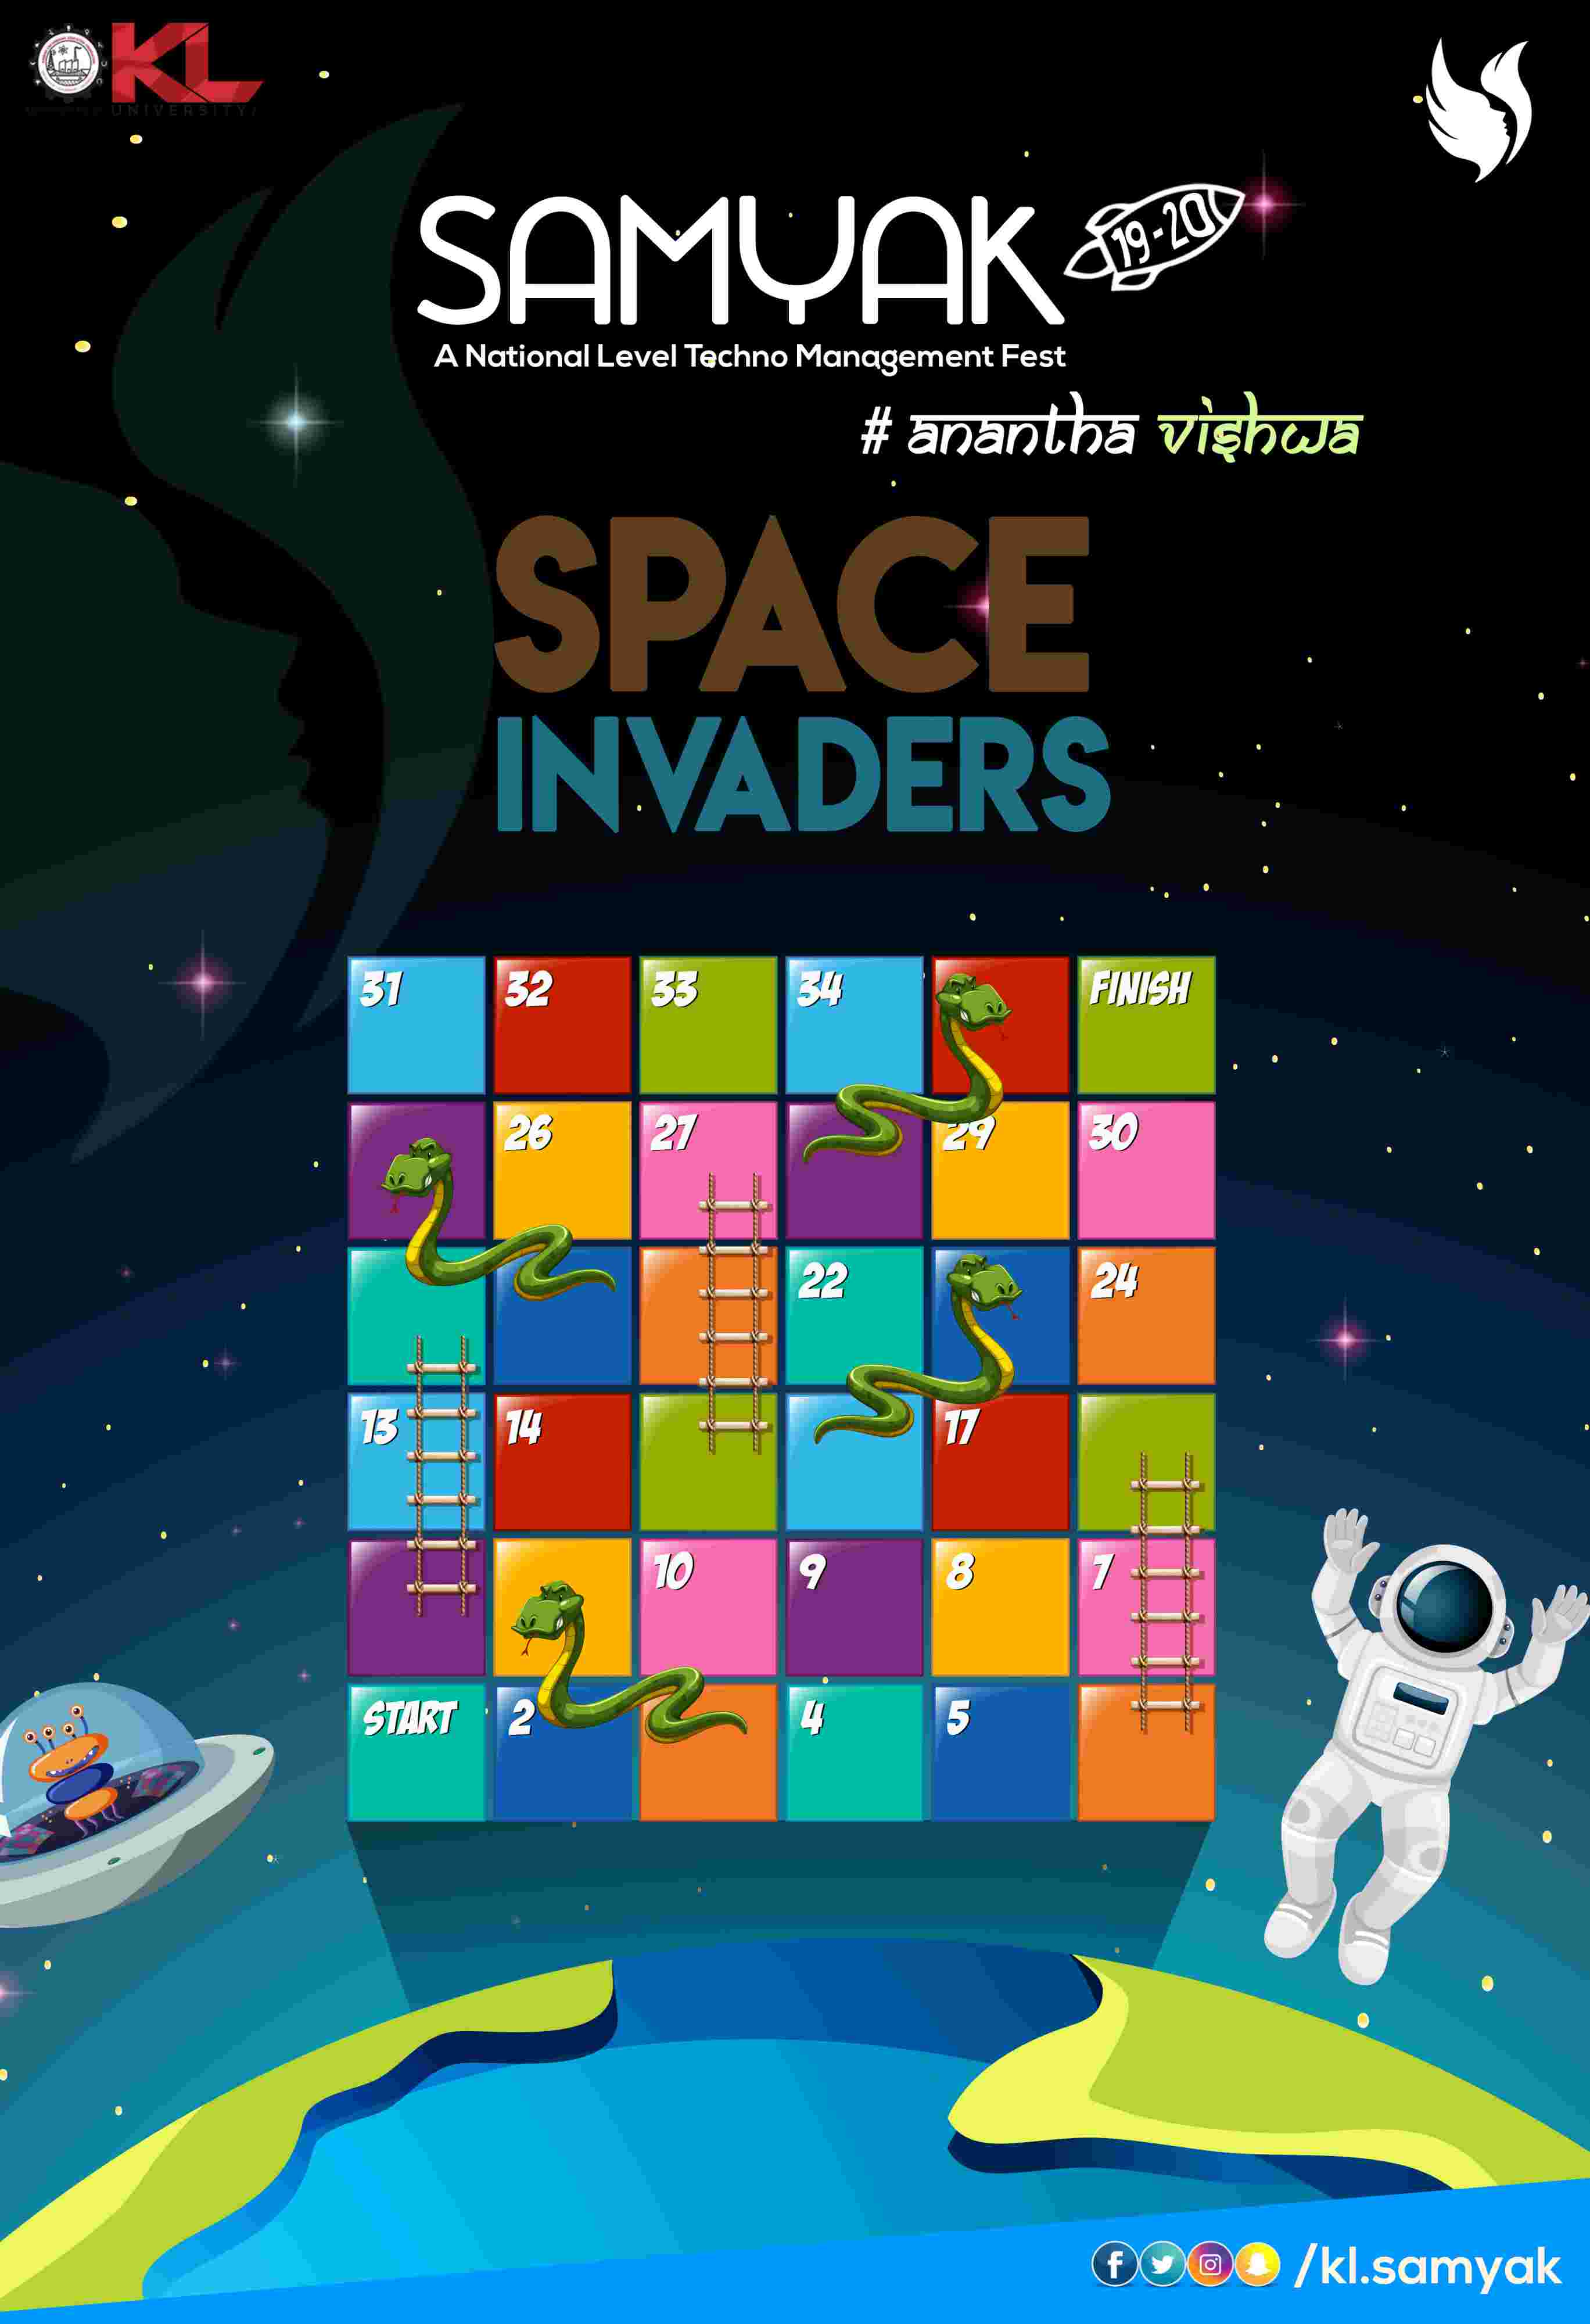 KL
UNIVERSITY
SAMYAK 19-20
A National Level Techno Management Fest
# anantha vishwa
SPACE
INVADERS
31 32 33 34 FINISH
26 27 29 30
22 24
13 14 17
10 9 8 7
START 2 4 5
/kl.samyak